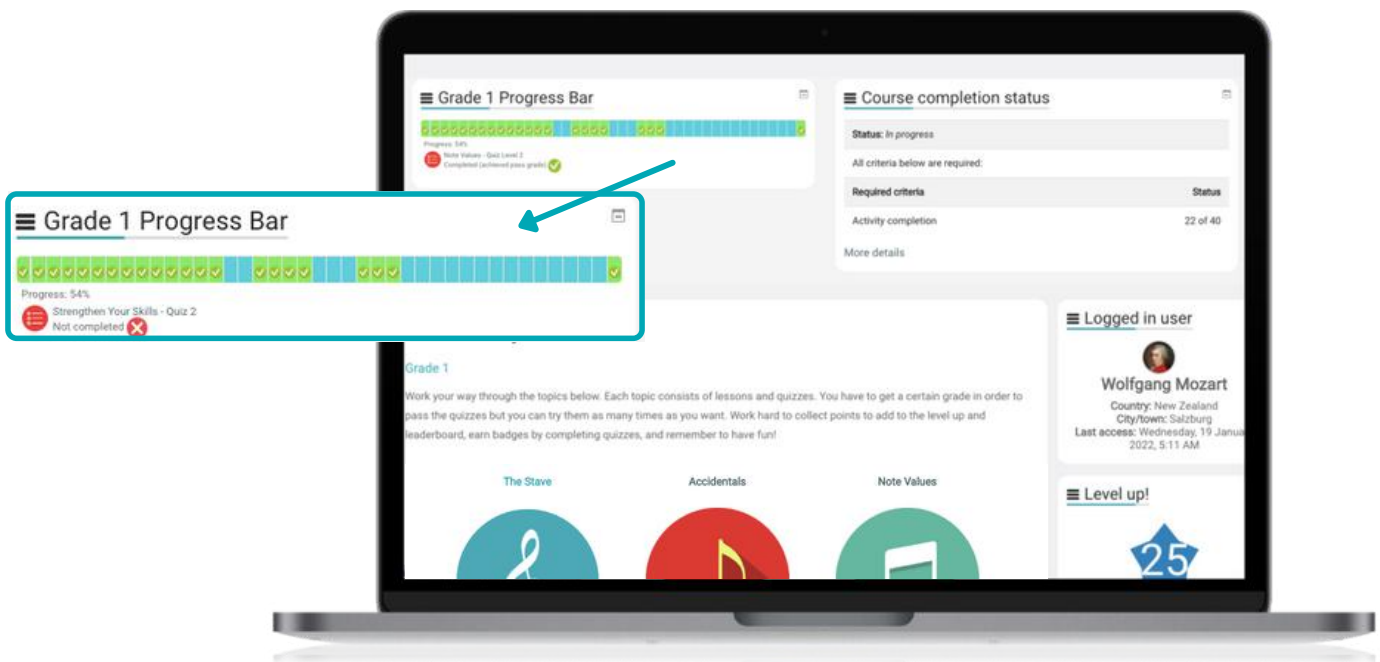 Grade 1 Progress Bar
Progress: 54%
Note Values - Quiz Level 2
Completed (achieved pass grade)
Course completion status
Status: In progress
All criteria below are required:
Required criteria Status
Activity completion 22 of 40
More details
Grade 1 Progress Bar
Progress: 54%
Strengthen Your Skills - Quiz 2
Not completed
Grade 1
Work your way through the topics below. Each topic consists of lessons and quizzes. You have to get a certain grade in order to
pass the quizzes but you can try them as many times as you want. Work hard to collect points to add to the level up and
leaderboard, earn badges by completing quizzes, and remember to have fun!
The Stave
Accidentals
Note Values
Logged in user
Wolfgang Mozart
Country: New Zealand
City/town: Salzburg
Last access: Wednesday, 19 Janua
2022, 5:11 AM
Level up!
25